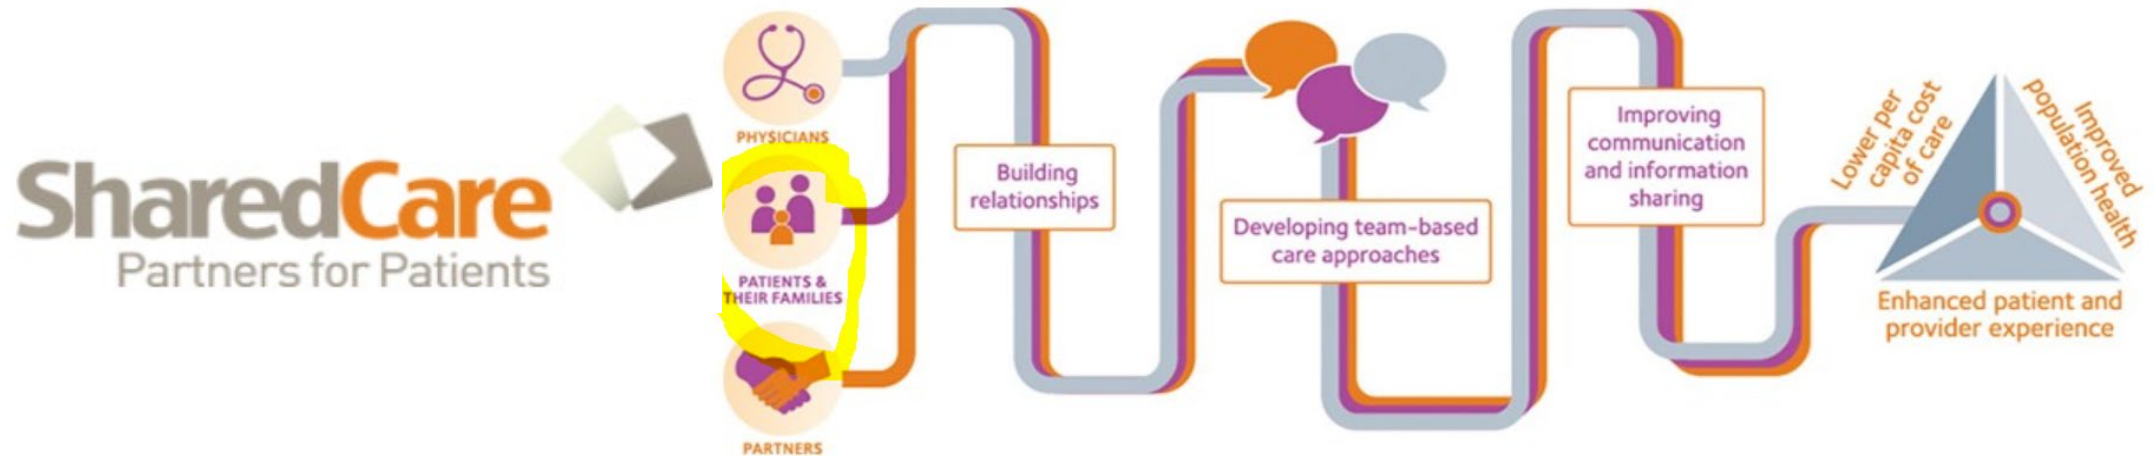 SharedCare
Partners for Patients
PHYSICIANS
PATIENTS &
THEIR FAMILIES
PARTNERS
Building
relationships
Developing team-based
care approaches
Improving
communication
and information
sharing
Lower per
capita cost
of care
Improved
population health
Enhanced patient and
provider experience